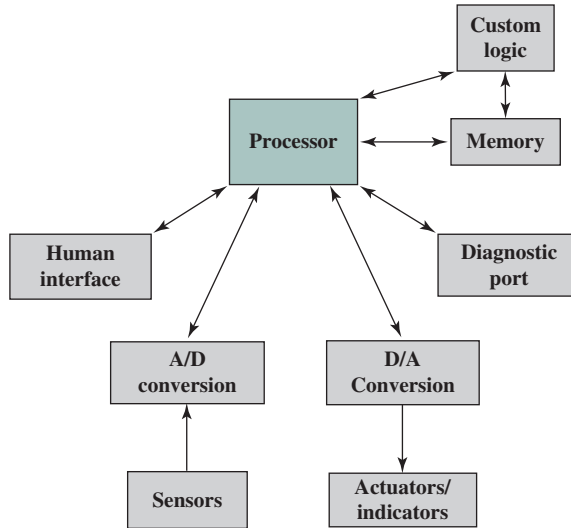 Custom
logic
Processor
Memory
Human
interface
Diagnostic
port
A/D
conversion
D/A
Conversion
Sensors
Actuators/
indicators